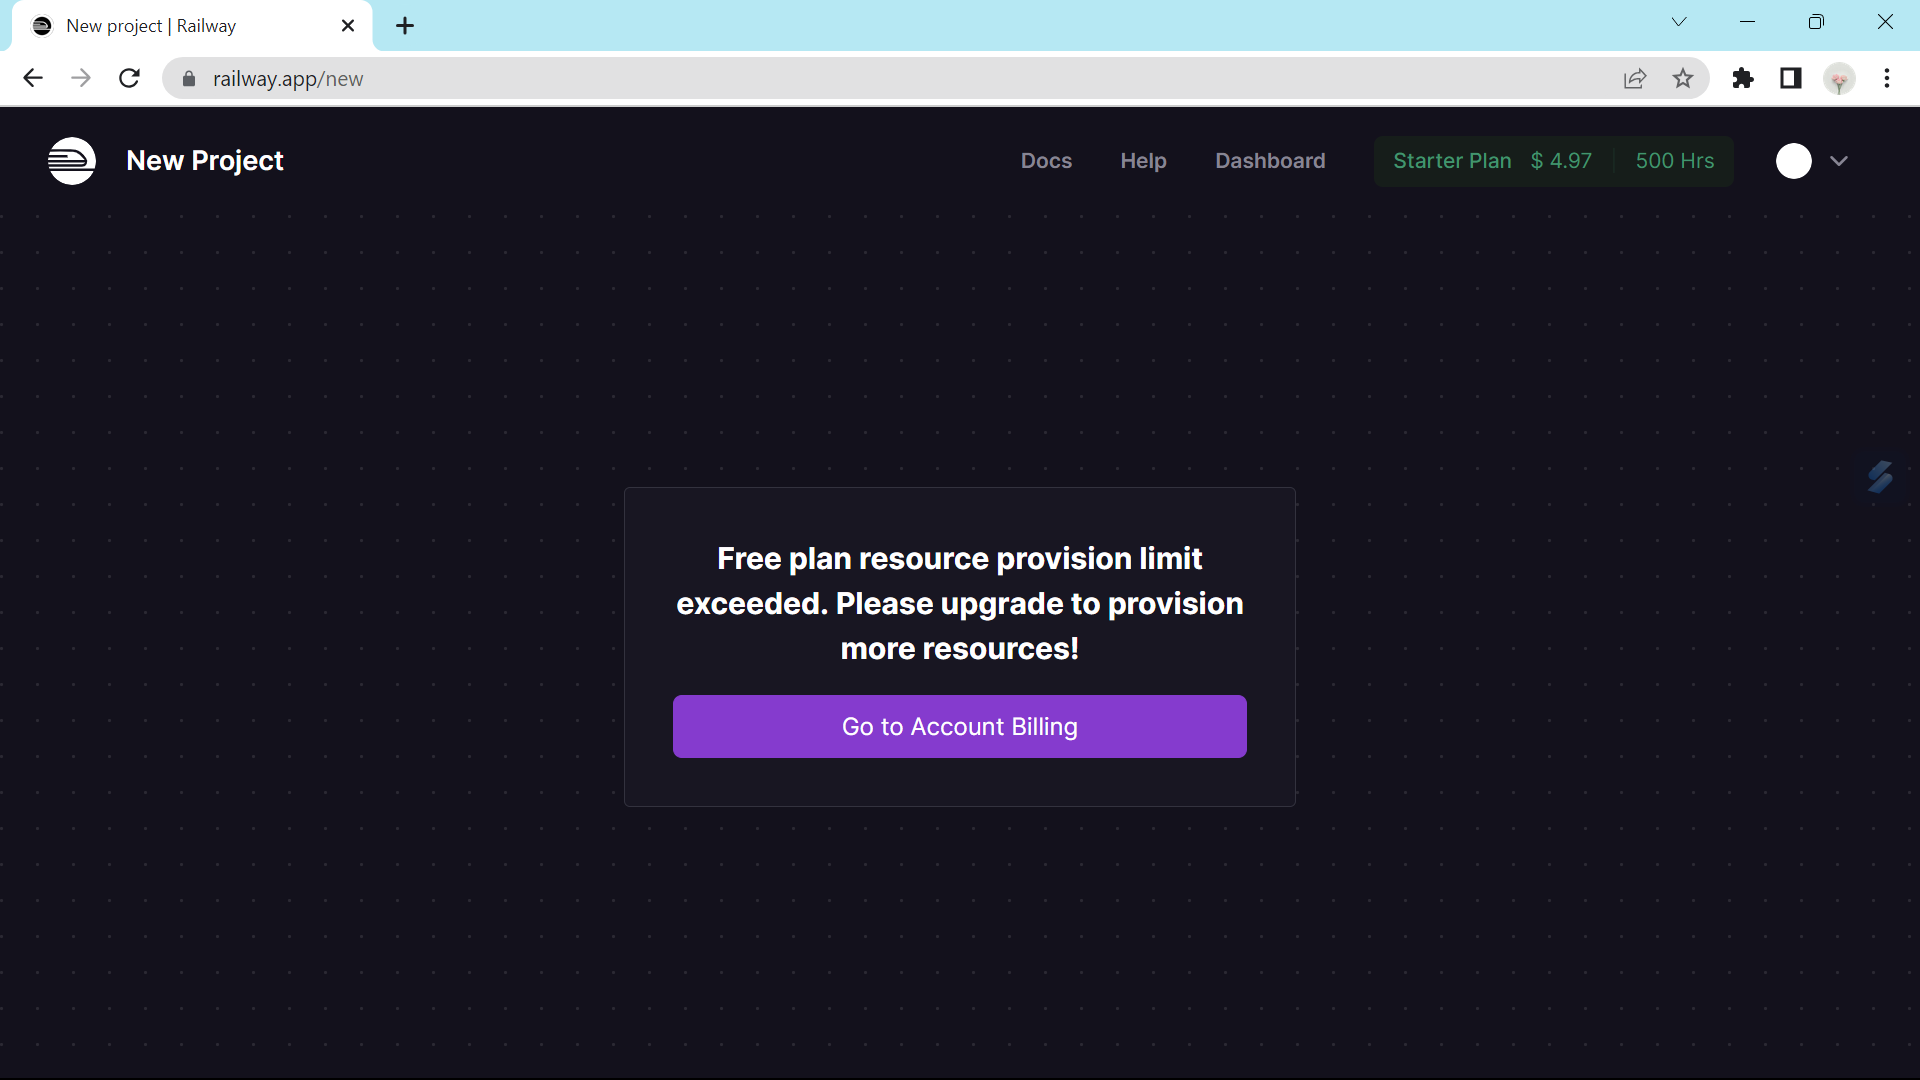 New project | Railway
railway.app/new
New Project
Docs
Help
Dashboard
Starter Plan $ 4.97
500 Hrs
Free plan resource provision limit
exceeded. Please upgrade to provision
more resources!
Go to Account Billing